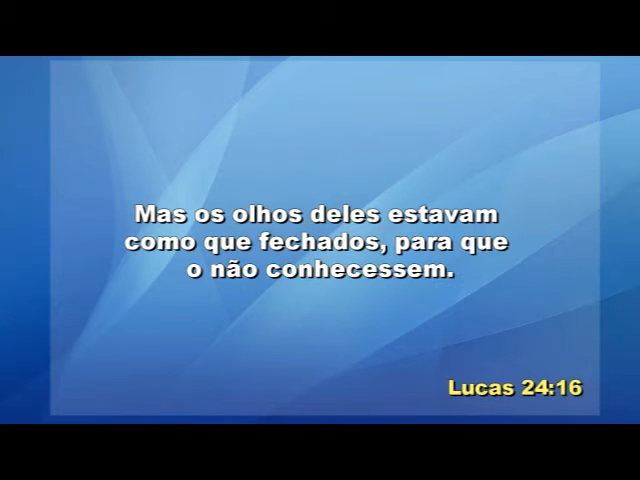 Mas os olhos deles estavam
como que fechados, para que
o não conhecessem.
Lucas 24:16